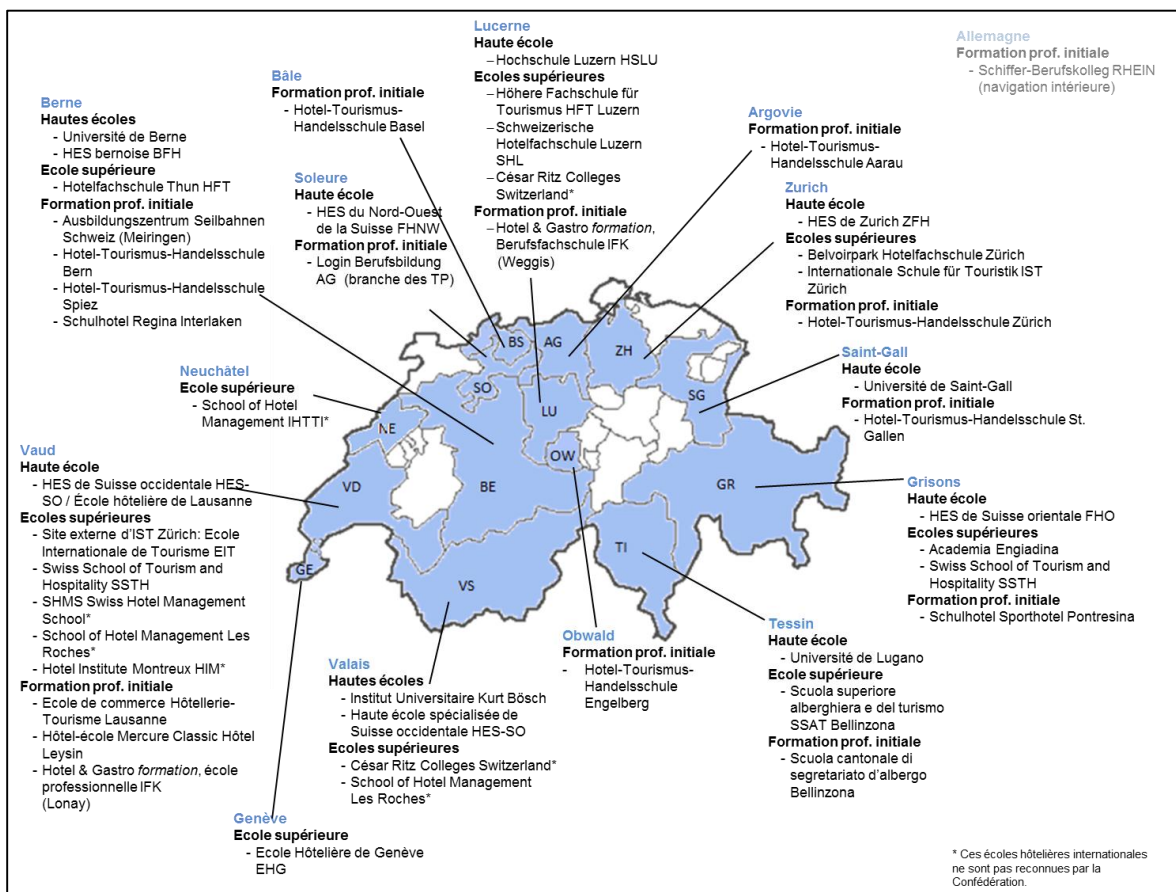 Lucerne
Haute école
– Hochschule Luzern HSLU
Ecoles supérieures
– Höhere Fachschule für
Tourismus HFT Luzern
– Schweizerische
Hotelfachschule Luzern
SHL
– César Ritz Colleges
Switzerland*
Formation prof. initiale
– Hotel & Gastro formation,
Berufsfachschule IFK
(Weggis)
Allemagne
Formation prof. initiale
- Schiffer-Berufskolleg RHEIN
(navigation intérieure)
Bâle
Formation prof. initiale
- Hotel-Tourismus-
Handelsschule Basel
Berne
Hautes écoles
- Université de Berne
- HES bernoise BFH
Ecole supérieure
- Hotelfachschule Thun HFT
Formation prof. initiale
- Ausbildungszentrum Seilbahnen
Schweiz (Meiringen)
- Hotel-Tourismus-Handelsschule
Bern
- Hotel-Tourismus-Handelsschule
Spiez
- Schulhotel Regina Interlaken
Soleure
Haute école
- HES du Nord-Ouest
de la Suisse FHNW
Formation prof. initiale
- Login Berufsbildung
AG (branche des TP)
Argovie
Formation prof. initiale
- Hotel-Tourismus-
Handelsschule Aarau
Zurich
Haute école
- HES de Zurich ZFH
Ecoles supérieures
- Belvoirpark Hotelfachschule Zürich
- Internationale Schule für Touristik IST
Zürich
Formation prof. initiale
- Hotel-Tourismus-Handelsschule Zürich
Neuchâtel
Ecole supérieure
- School of Hotel
Management IHTTI*
Saint-Gall
Haute école
- Université de Saint-Gall
Formation prof. initiale
- Hotel-Tourismus-Handelsschule St.
Gallen
BS
AG
ZH
SO
LU
SG
NE
OW
VD
BE
GR
TI
GE
VS
Vaud
Haute école
- HES de Suisse occidentale HES-
SO / École hôtelière de Lausanne
Ecoles supérieures
- Site externe d'IST Zürich: Ecole
Internationale de Tourisme EIT
- Swiss School of Tourism and
Hospitality SSTH
- SHMS Swiss Hotel Management
School*
- School of Hotel Management Les
Roches*
- Hotel Institute Montreux HIM*
Formation prof. initiale
- Ecole de commerce Hôtellerie-
Tourisme Lausanne
- Hôtel-école Mercure Classic Hôtel
Leysin
- Hotel & Gastro formation, école
professionnelle IFK
(Lonay)
Grisons
Haute école
- HES de Suisse orientale FHO
Ecoles supérieures
- Academia Engiadina
- Swiss School of Tourism and
Hospitality SSTH
Formation prof. initiale
- Schulhotel Sporthotel Pontresina
Genève
Ecole supérieure
- Ecole Hôtelière de Genève
EHG
Valais
Hautes écoles
- Institut Universitaire Kurt Bösch
- Haute école spécialisée de
Suisse occidentale HES-SO
Ecoles supérieures
- César Ritz Colleges Switzerland*
- School of Hotel Management
Les Roches*
Obwald
Formation prof. initiale
- Hotel-Tourismus-
Handelsschule
Engelberg
Tessin
Haute école
- Université de Lugano
Ecole supérieure
- Scuola superiore
alberghiera e del turismo
SSAT Bellinzona
Formation prof. initiale
- Scuola cantonale di
segretariato d'albergo
Bellinzona
* Ces écoles hôtelières internationales
ne sont pas reconnues par la
Confédération.